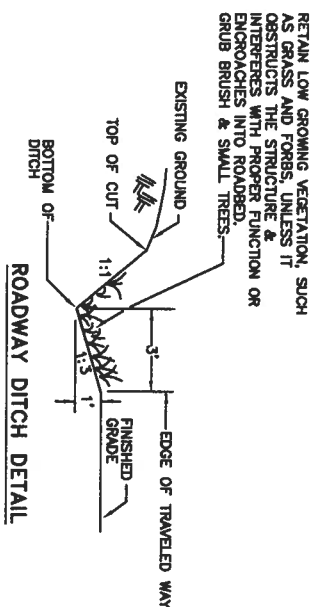 RETAIN LOW GROWING VEGETATION, SUCH
AS GRASS AND FORBS, UNLESS IT
OBSTRUCTS THE STRUCTURE &
INTERFERES WITH PROPER FUNCTION OR
ENCROACHES INTO ROADBED.
GRUB BRUSH & SMALL TREES.
EXISTING GROUND
TOP OF CUT
1:1
3'
EDGE OF TRAVELED WAY
1:3
1'
FINISHED
GRADE
BOTTOM OF
DITCH
ROADWAY DITCH DETAIL